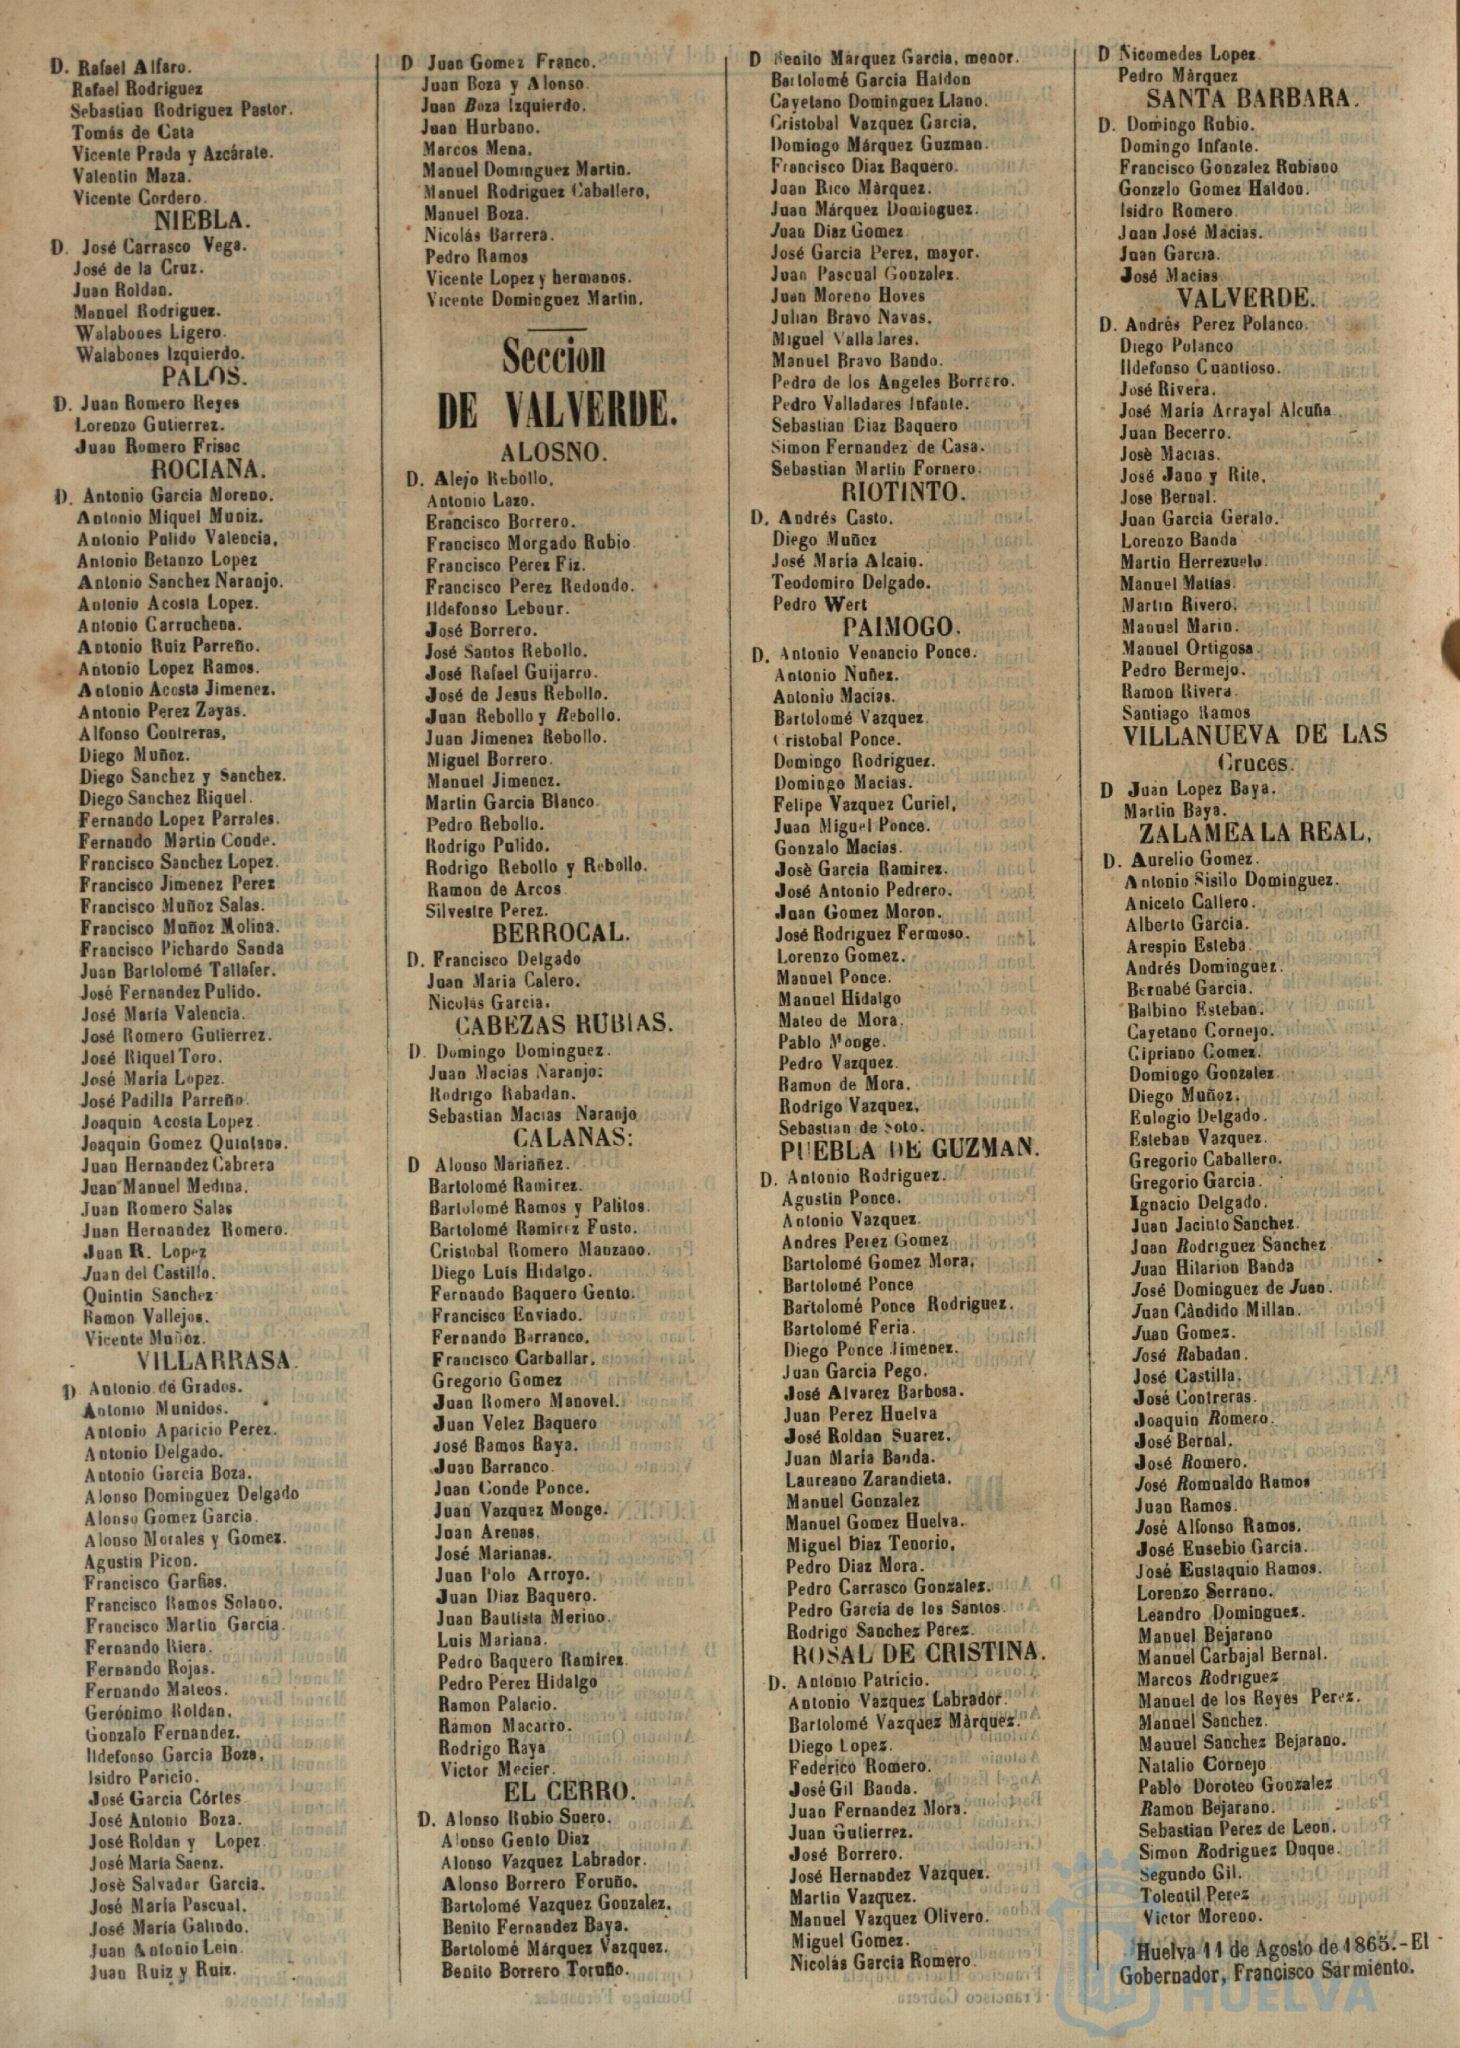 D. Rafael Alfaro.
Rafael Rodriguez
Sebastian Rodriguez Pastor.
Tomás de Cata
Vicente Prada y Azcárate.
Valentin Maza.
Vicente Cordero.
NIEBLA.
D. José Carrasco Vega.
José de la Cruz.
Juan Roldan.
Manuel Rodriguez.
Walabones Ligero.
Walabones Izquierdo.
PALOS.
D. Juan Romero Reyes
Lorenzo Gutierrez.
Juan Romero Frisac
ROCIANA.
D. Antonio Garcia Moreno.
Antonio Miquel Muniz.
Antonio Pulido Valencia,
Antonio Betanzo Lopez
Antonio Sanchez Naranjo.
Antonio Acosta Lopez.
Antonio Carruchena.
Antonio Ruiz Parreño.
Antonio Lopez Ramos.
Antonio Acosta Jimenez.
Antonio Perez Zayas.
Alfonso Contreras,
Diego Muñoz.
Diego Sanchez y Sanchez.
Diego Sanchez Riquel.
Fernando Lopez Parrales.
Fernando Martin Conde.
Francisco Sanchez Lopez.
Francisco Jimenez Perez
Francisco Muñoz Salas.
Francisco Muñoz Molina.
Francisco Pichardo Sanda
Juan Bartolomé Tallafer.
José Fernandez Pulido.
José María Valencia.
José Romero Gutierrez.
José Riquel Toro.
José María Lopez.
José Padilla Parreño.
Joaquin Acosta Lopez.
Joaquin Gomez Quintana.
Juan Hernandez Cabrera
Juan Manuel Medina.
Juan Romero Salas
Juan Hernandez Romero.
Juan R. Lopez
Juan del Castillo.
Quintin Sanchez
Ramon Vallejos.
Vicente Muñoz.
VILLARRASA.
D Antonio de Grados.
Antonio Munidos.
Antonio Aparicio Perez.
Antonio Delgado.
Antonio Garcia Boza.
Alonso Dominguez Delgado
Alonso Gomez Garcia.
Alonso Morales y Gomez.
Agustin Picon.
Francisco Garfias.
Francisco Ramos Solano,
Francisco Martin Garcia
Fernando Riera.
Fernando Rojas.
Fernando Mateos.
Gerónimo Roldan.
Gonzalo Fernandez.
Ildefonso Garcia Boza,
Isidro Paricio.
José Garcia Córtes
José Antonio Boza.
José Roldan y Lopez.
José María Saenz.
Josè Salvador Garcia.
José María Pascual.
José María Galindo.
Juan Antonio Lein.
Juan Ruiz y Ruiz.
D Juan Gomez Franco.
Juan Boza y Alonso.
Juan Boza Izquierdo.
Juan Hurbano.
Marcos Mena.
Manuel Dominguez Martin.
Manuel Rodriguez Caballero,
Manuel Boza.
Nicolás Barrera.
Pedro Ramos
Vicente Lopez y hermanos.
Vicente Dominguez Martin.
Seccion
DE VALVERDE.
ALOSNO.
D. Alejo Rebollo,
Antonio Lazo.
Erancisco Borrero.
Francisco Morgado Rubio
Francisco Perez Fiz.
Francisco Perez Redondo.
Ildefonso Lebour.
José Borrero.
José Santos Rebollo.
José Rafael Guijarro.
José de Jesus Rebollo.
Juan Rebollo y Rebollo.
Juan Jimenez Rebollo.
Miguel Borrero.
Manuel Jimenez.
Martin Garcia Blanco.
Pedro Rebollo.
Rodrigo Pulido.
Rodrigo Rebollo y Rebollo.
Ramon de Arcos
Silvestre Perez.
BERROCAL.
D. Francisco Delgado
Juan Maria Calero.
Nicolás Garcia,
CABEZAS RUBIAS.
D. Domingo Dominguez.
Juan Macias Naranjo:
Rodrigo Rabadan.
Sebastian Macias Naranjo
CALANAS:
D Alonso Mariañez.
Bartolomé Ramirez.
Bartolomé Ramos y Palitos.
Bartolomé Ramirez Fusto.
Cristobal Romero Manzano.
Diego Luis Hidalgo.
Fernando Baquero Gento.
Francisco Enviado.
Fernando Barranco.
Francisco Carballar.
Gregorio Gomez
Juan Romero Manovel.
Juan Velez Baquero
José Ramos Raya.
Juan Barranco
Juan Conde Ponce.
Juan Vazquez Monge.
Juan Arenas.
José Marianas.
Juan Polo Arroyo.
Juan Diaz Baquero.
Juan Bautista Merino.
Luis Mariana.
Pedro Baquero Ramirez
Pedro Perez Hidalgo
Ramon Palacio.
Ramon Macarro.
Rodrigo Raya
Victor Mecier.
EL CERRO.
D. Alonso Rubio Suero.
Alonso Gento Diaz
Alonso Vazquez Labrador.
Alonso Borrero Foruño.
Bartolomé Vazquez Gonzalez.
Benito Fernandez Baya.
Bartolomé Márquez Vazquez.
Benito Borrero Toruño.
D Benito Márquez Garcia, menor.
Bartolomé Garcia Haldon
Cayetano Dominguez Llano.
Cristobal Vazquez Garcia,
Domingo Márquez Guzman.
Francisco Diaz Baquero.
Juan Rico Màrquez.
Juan Márquez Dominguez.
Juan Diaz Gomez
José Garcia Perez, mayor.
Juan Pascual Gonzalez.
Juan Moreno Hoves
Julian Bravo Navas.
Miguel Valladares.
Manuel Bravo Bando.
Pedro de los Angeles Borrero.
Pedro Valladares Infante.
Sebastian Diaz Baquero
Simon Fernandez de Casa.
Sebastian Martin Fornero.
RIOTINTO.
D. Andrés Casto.
Diego Muñoz
José María Alcaio.
Teodomiro Delgado.
Pedro Wert
PAIMOGO.
D. Antonio Venancio Ponce.
Antonio Nuñez.
Antonio Macias.
Bartolomé Vazquez.
Cristobal Ponce.
Domingo Rodriguez.
Domingo Macias.
Felipe Vazquez Curiel,
Juan Miguel Ponce.
Gonzalo Macias.
Josè Garcia Ramirez.
José Antonio Pedrero.
Juan Gomez Moron.
José Rodriguez Fermoso.
Lorenzo Gomez.
Manuel Ponce.
Manuel Hidalgo
Mateo de Mora.
Pablo Monge.
Pedro Vazquez.
Ramon de Mora.
Rodrigo Vazquez.
Sebastian de Soto.
PUEBLA DE GUZMAN.
D. Antonio Rodriguez.
Agustin Ponce.
Antonio Vazquez.
Andres Perez Gomez
Bartolomé Gomez Mora,
Bartolomé Ponce
Bartolomé Ponce Rodriguez.
Bartolomé Feria.
Diego Ponce Jimenez.
Juan Garcia Pego.
José Alvarez Barbosa.
Juan Perez Huelva
José Roldan Suarez.
Juan María Banda.
Laureano Zarandieta.
Manuel Gonzalez
Manuel Gomez Huelva.
Miguel Diaz Tenorio,
Pedro Diaz Mora.
Pedro Carrasco Gonzalez.
Pedro Garcia de los Santos
Rodrigo Sanchez Perez.
ROSAL DE CRISTINA.
D. Antonio Patricio.
Antonio Vazquez Labrador.
Bartolomé Vazquez Màrquez.
Diego Lopez.
Federico Romero.
José Gil Banda.
Juan Fernandez Mora.
Juan Gutierrez.
José Borrero.
José Hernandez Vazquez.
Martin Vazquez.
Manuel Vazquez Olivero.
Miguel Gomez.
Nicolás Garcia Romero
D Nicomedes Lopez
Pedro Márquez
SANTA BARBARA.
D. Domingo Rubio.
Domingo Infante.
Francisco Gonzalez Rubiano
Gonzelo Gomez Haldon.
Isidro Romero
Juan José Macias.
Juan Garcia.
José Macias
VALVERDE.
D. Andrés Perez Polanco.
Diego Polanco
Ildefonso Cuantioso.
José Rivera.
José María Arrayal Alcuña
Juan Becerro.
Josè Macias.
José Jano y Rite,
Jose Bernal.
Juan Garcia Geralo.
Lorenzo Banda
Martin Herrezuelo.
Manuel Matías.
Martin Rivero.
Manuel Marin.
Manuel Ortigosa
Pedro Bermejo.
Ramon Rivera
Santiago Ramos
VILLANUEVA DE LAS
Cruces.
D Juan Lopez Baya.
Martin Baya.
ZALAMEA LA REAL,
D. Aurelio Gomez.
Antonio Sisilo Dominguez.
Aniceto Callero.
Alberto Garcia.
Arespin Esteba.
Andrés Dominguez.
Bernabé Garcia.
Balbino Esteban.
Cayetano Cornejo.
Cipriano Gomez.
Domingo Gonzalez
Diego Muñoz.
Eulogio Delgado.
Esteban Vazquez.
Gregorio Caballero.
Gregorio Garcia.
Ignacio Delgado.
Juan Jacinto Sanchez.
Juan Rodriguez Sanchez
Juan Hilarion Banda
José Dominguez de Juan.
Juan Càndido Millan.
Juan Gomez.
José Rabadan.
José Castilla.
José Contreras.
Joaquin Romero.
José Bernal.
José Romero.
José Romualdo Ramos
Juan Ramos.
José Alfonso Ramos.
José Eusebio Garcia.
José Eustaquio Ramos.
Lorenzo Serrano.
Leandro Dominguez.
Manuel Bejarano
Manuel Carbajal Bernal.
Marcos Rodriguez
Manuel de los Reyes Perez.
Manuel Sanchez.
Manuel Sanchez Bejarano.
Natalio Cornejo
Pablo Doroteo Gonzalez
Ramon Bejarano.
Sebastian Perez de Leon.
Simon Rodriguez Duque.
Segundo Gil.
Tolentil Perez
Victor Moreno.
Huelva 11 de Agosto de 1865.-El
Gobernador, Francisco Sarmiento.
HUELVA